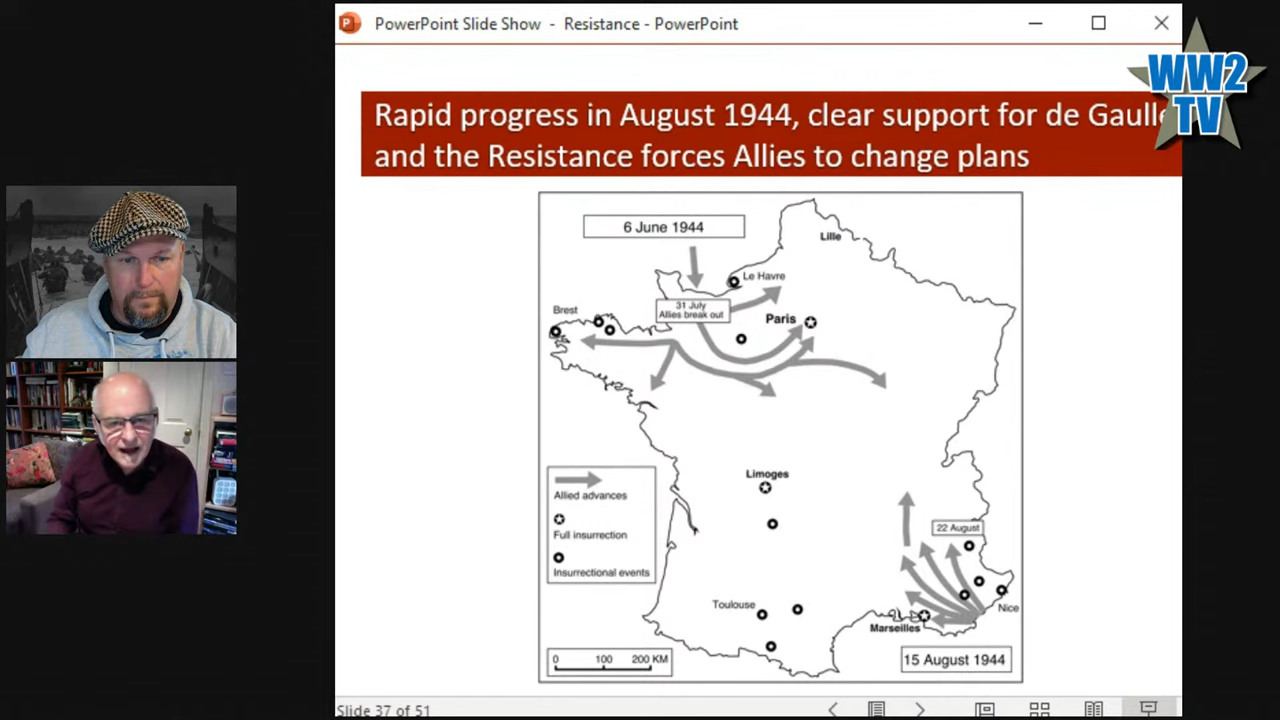 PowerPoint Slide Show - Resistance - PowerPoint
WW2
TV
Rapid progress in August 1944, clear support for de Gaulle
and the Resistance forces Allies to change plans
6 June 1944
Lille
Le Havre
31 July
Allies break out
Brest
Paris
Limoges
Allied advances
Full insurrection
Insurrectional events
22 August
Toulouse
Nice
Marseilles
0 100 200 KM
15 August 1944
Slide 37 of 51